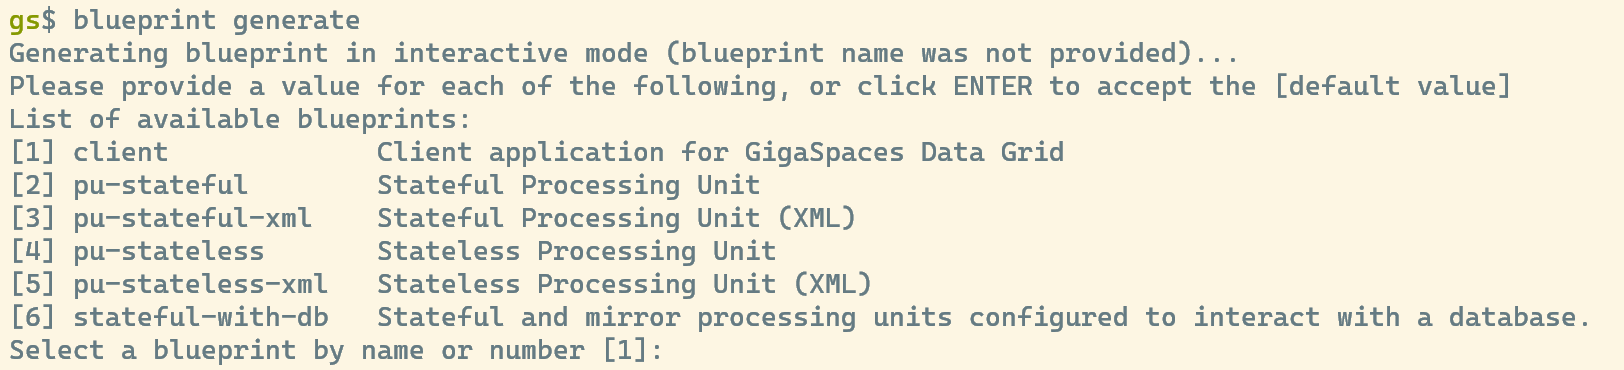 gs$ blueprint generate
Generating blueprint in interactive mode (blueprint name was not provided)...
Please provide a value for each of the following, or click ENTER to accept the [default value]
List of available blueprints:
[1] client             Client application for GigaSpaces Data Grid
[2] pu-stateful        Stateful Processing Unit
[3] pu-stateful-xml    Stateful Processing Unit (XML)
[4] pu-stateless       Stateless Processing Unit
[5] pu-stateless-xml   Stateless Processing Unit (XML)
[6] stateful-with-db   Stateful and mirror processing units configured to interact with a database.
Select a blueprint by name or number [1]: